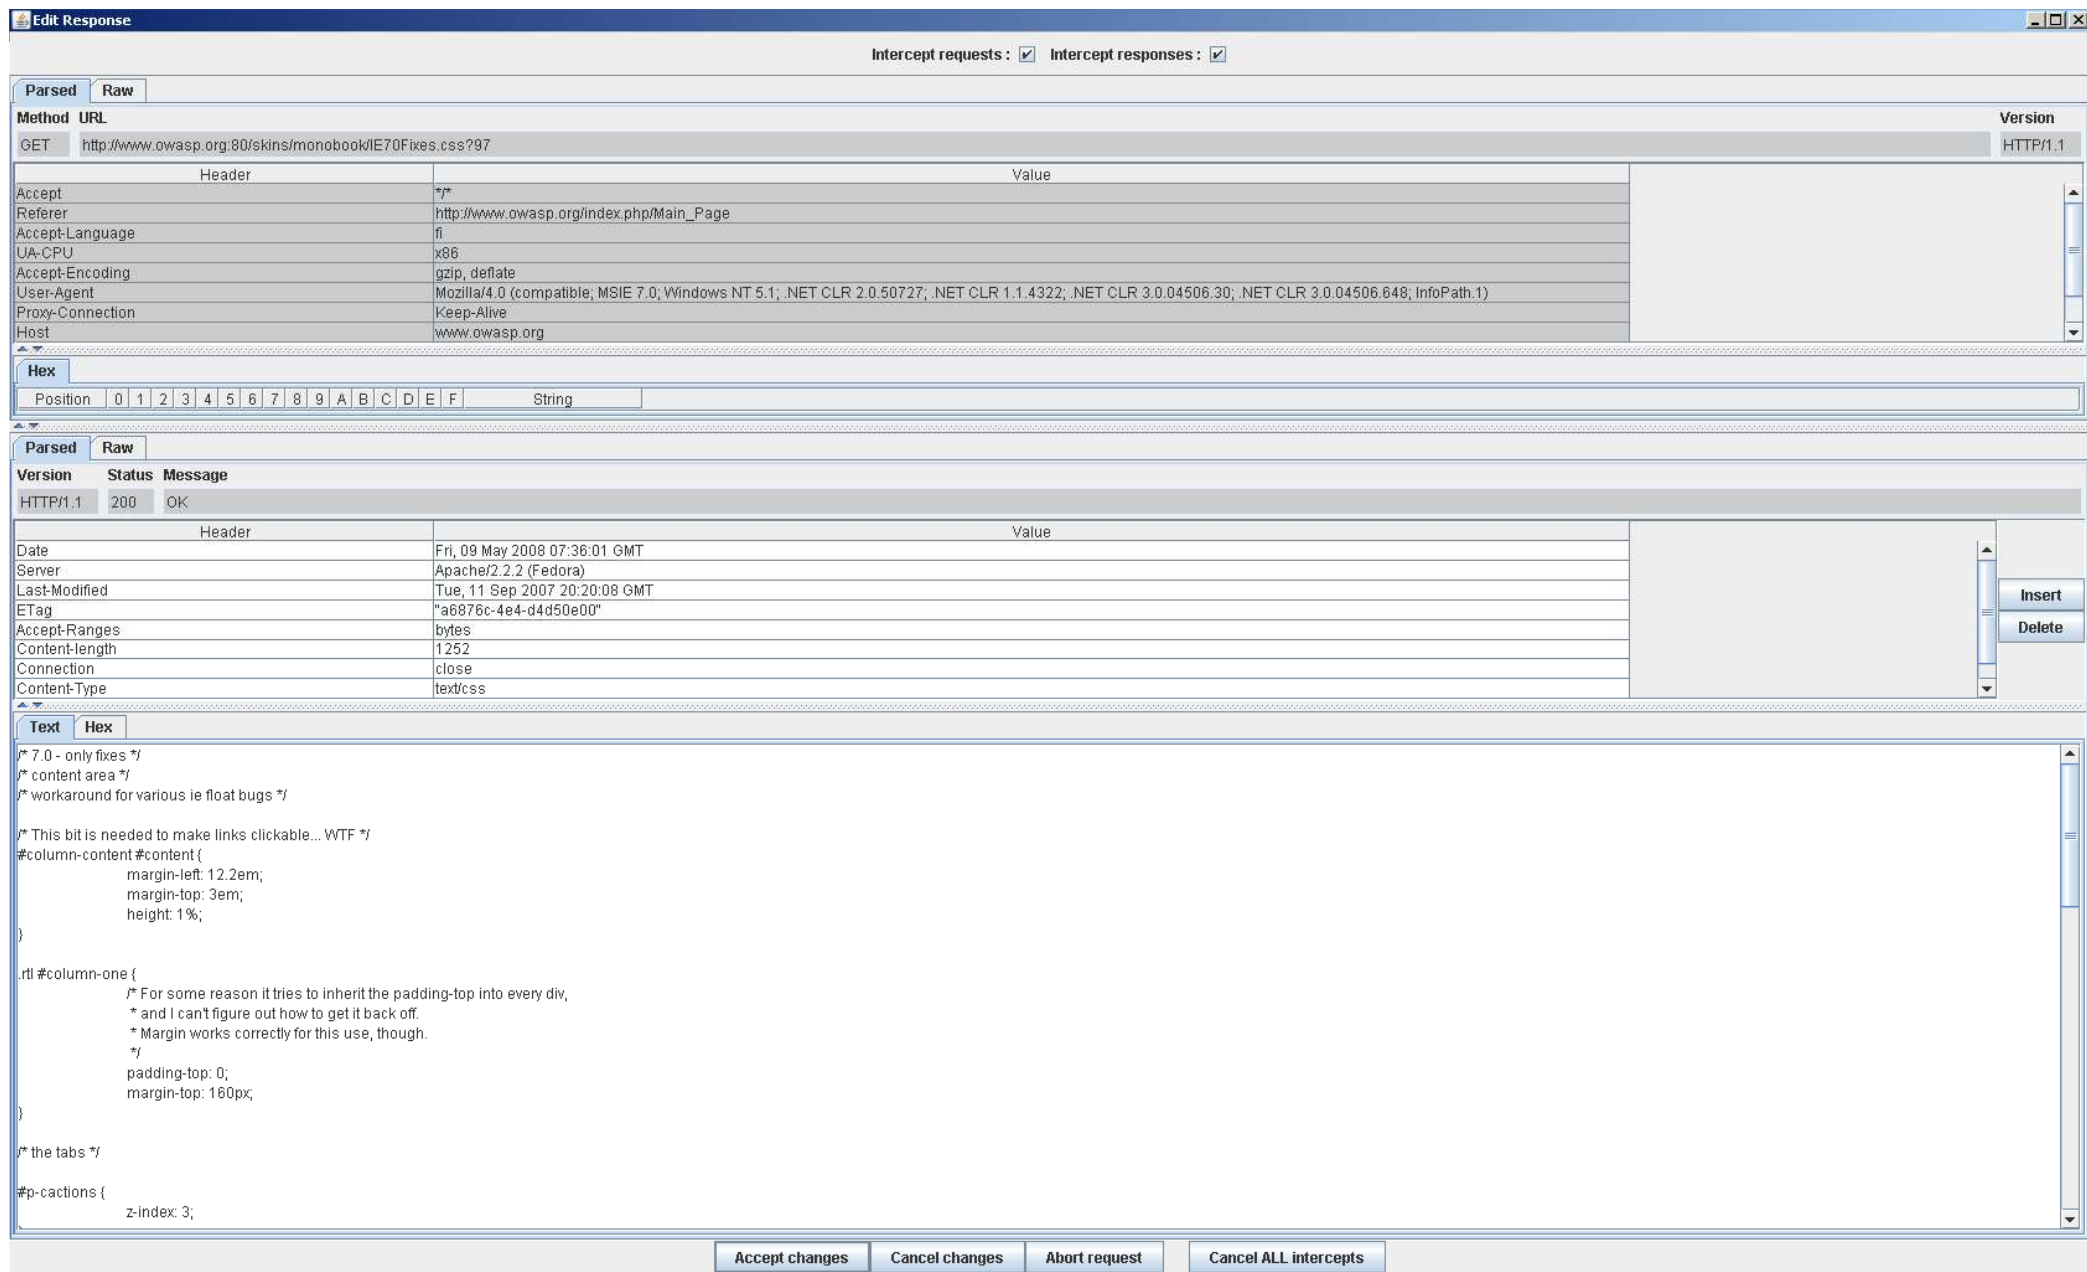 Edit Response
Intercept requests : Intercept responses :
Parsed Raw
Method URL Version
GET http://www.owasp.org:80/skins/monobook/IE70Fixes.css?97 HTTP/1.1
Header Value
Accept */*
Referer http://www.owasp.org/index.php/Main_Page
Accept-Language fi
UA-CPU x86
Accept-Encoding gzip, deflate
User-Agent Mozilla/4.0 (compatible; MSIE 7.0; Windows NT 5.1; .NET CLR 2.0.50727; .NET CLR 1.1.4322; .NET CLR 3.0.04506.30; .NET CLR 3.0.04506.648; InfoPath.1)
Proxy-Connection Keep-Alive
Host www.owasp.org
Hex
Position 0 1 2 3 4 5 6 7 8 9 A B C D E F String
Parsed Raw
Version Status Message
HTTP/1.1 200 OK
Header Value
Date Fri, 09 May 2008 07:36:01 GMT
Server Apache/2.2.2 (Fedora)
Last-Modified Tue, 11 Sep 2007 20:20:08 GMT
ETag "a6876c-4e4-d4d50e00"
Insert
Accept-Ranges bytes
Delete
Content-length 1252
Connection close
Content-Type text/css
Text Hex
/* 7.0 - only fixes */
/* content area */
/* workaround for various ie float bugs */
/* This bit is needed to make links clickable... WTF */
#column-content #content {
margin-left: 12.2em;
margin-top: 3em;
height: 1%;
}
.rtl #column-one {
/* For some reason it tries to inherit the padding-top into every div,
* and I can't figure out how to get it back off.
* Margin works correctly for this use, though.
*/
padding-top: 0;
margin-top: 160px;
}
/* the tabs */
#p-cactions {
z-index: 3;
Accept changes Cancel changes Abort request Cancel ALL intercepts